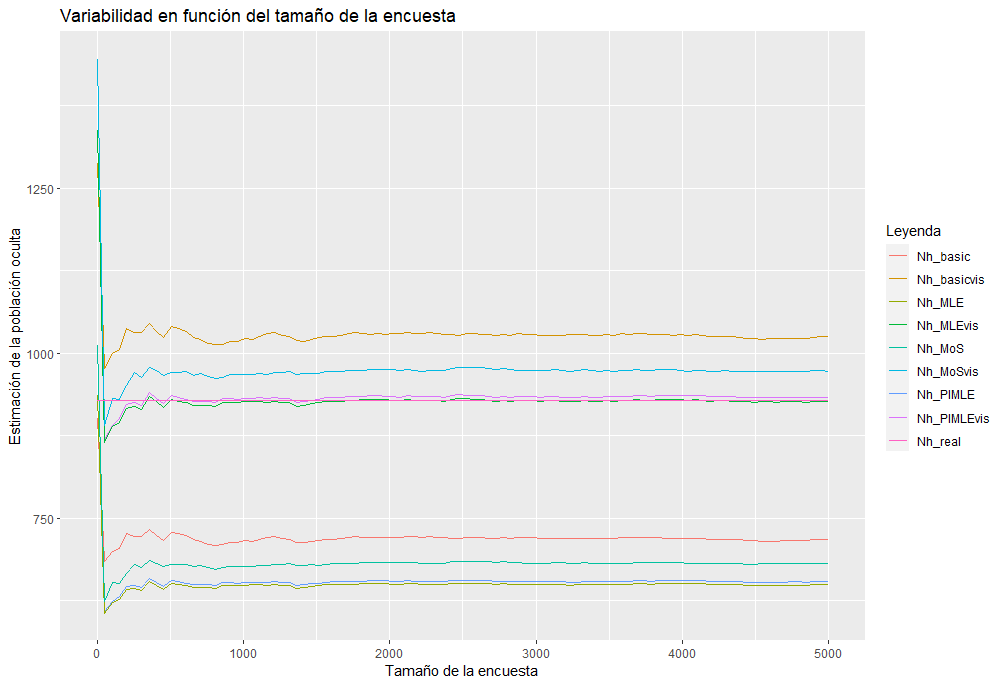 Variabilidad en función del tamaño de la encuesta
Estimación de la población oculta
1250
1000
750
0
1000
2000
3000
4000
5000
Tamaño de la encuesta
Leyenda
Nh_basic
Nh_basicvis
Nh_MLE
Nh_MLEvis
Nh_MoS
Nh_MoSvis
Nh_PIMLE
Nh_PIMLEvis
Nh_real